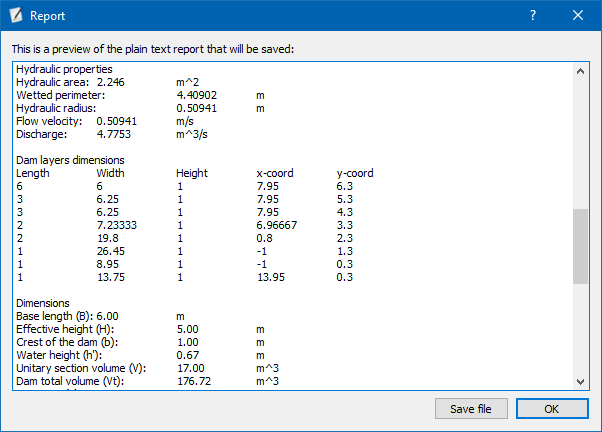 Report
This is a preview of the plain text report that will be saved:
Hydraulic properties
Hydraulic area: 2.246 m^2
Wetted perimeter: 4.40902 m
Hydraulic radius: 0.50941 m
Flow velocity: 0.50941 m/s
Discharge: 4.7753 m^3/s
Dam layers dimensions
Length Width Height x-coord y-coord
6 6 1 7.95 6.3
3 6.25 1 7.95 5.3
3 6.25 1 7.95 4.3
2 7.23333 1 6.96667 3.3
2 19.8 1 0.8 2.3
1 26.45 1 -1 1.3
1 8.95 1 -1 0.3
1 13.75 1 13.95 0.3
Dimensions
Base length (B): 6.00 m
Effective height (H): 5.00 m
Crest of the dam (b): 1.00 m
Water height (h'): 0.67 m
Unitary section volume (V): 17.00 m^3
Dam total volume (Vt): 176.72 m^3
Save file OK